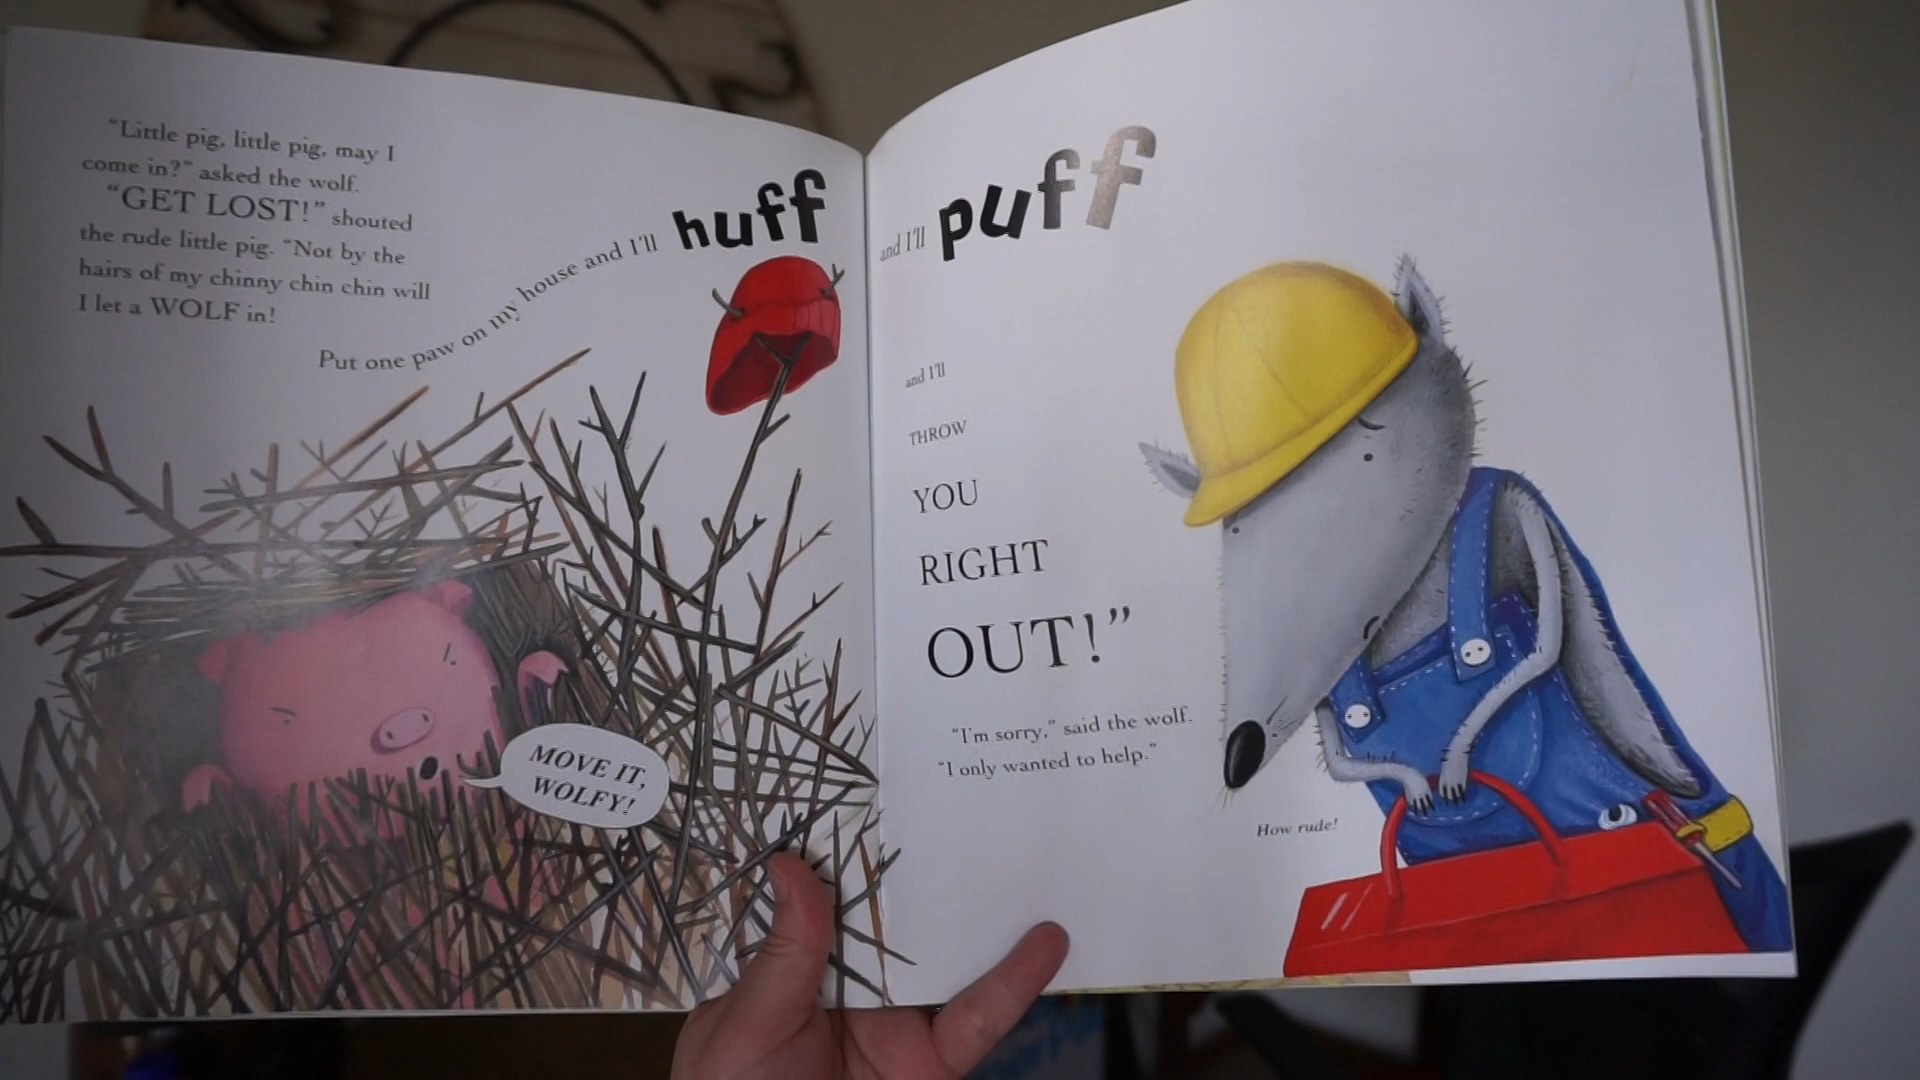 "Little pig, little pig, may I
come in?" asked the wolf.
"GET LOST!" shouted
the rude little pig. "Not by the
hairs of my chinny chin chin will
I let a WOLF in!
Put one paw on my house and I'll huff
MOVE IT,
WOLFY!
and I'll puff
and I'll
THROW
YOU
RIGHT
OUT!"
"I'm sorry," said the wolf.
"I only wanted to help."
How rude!